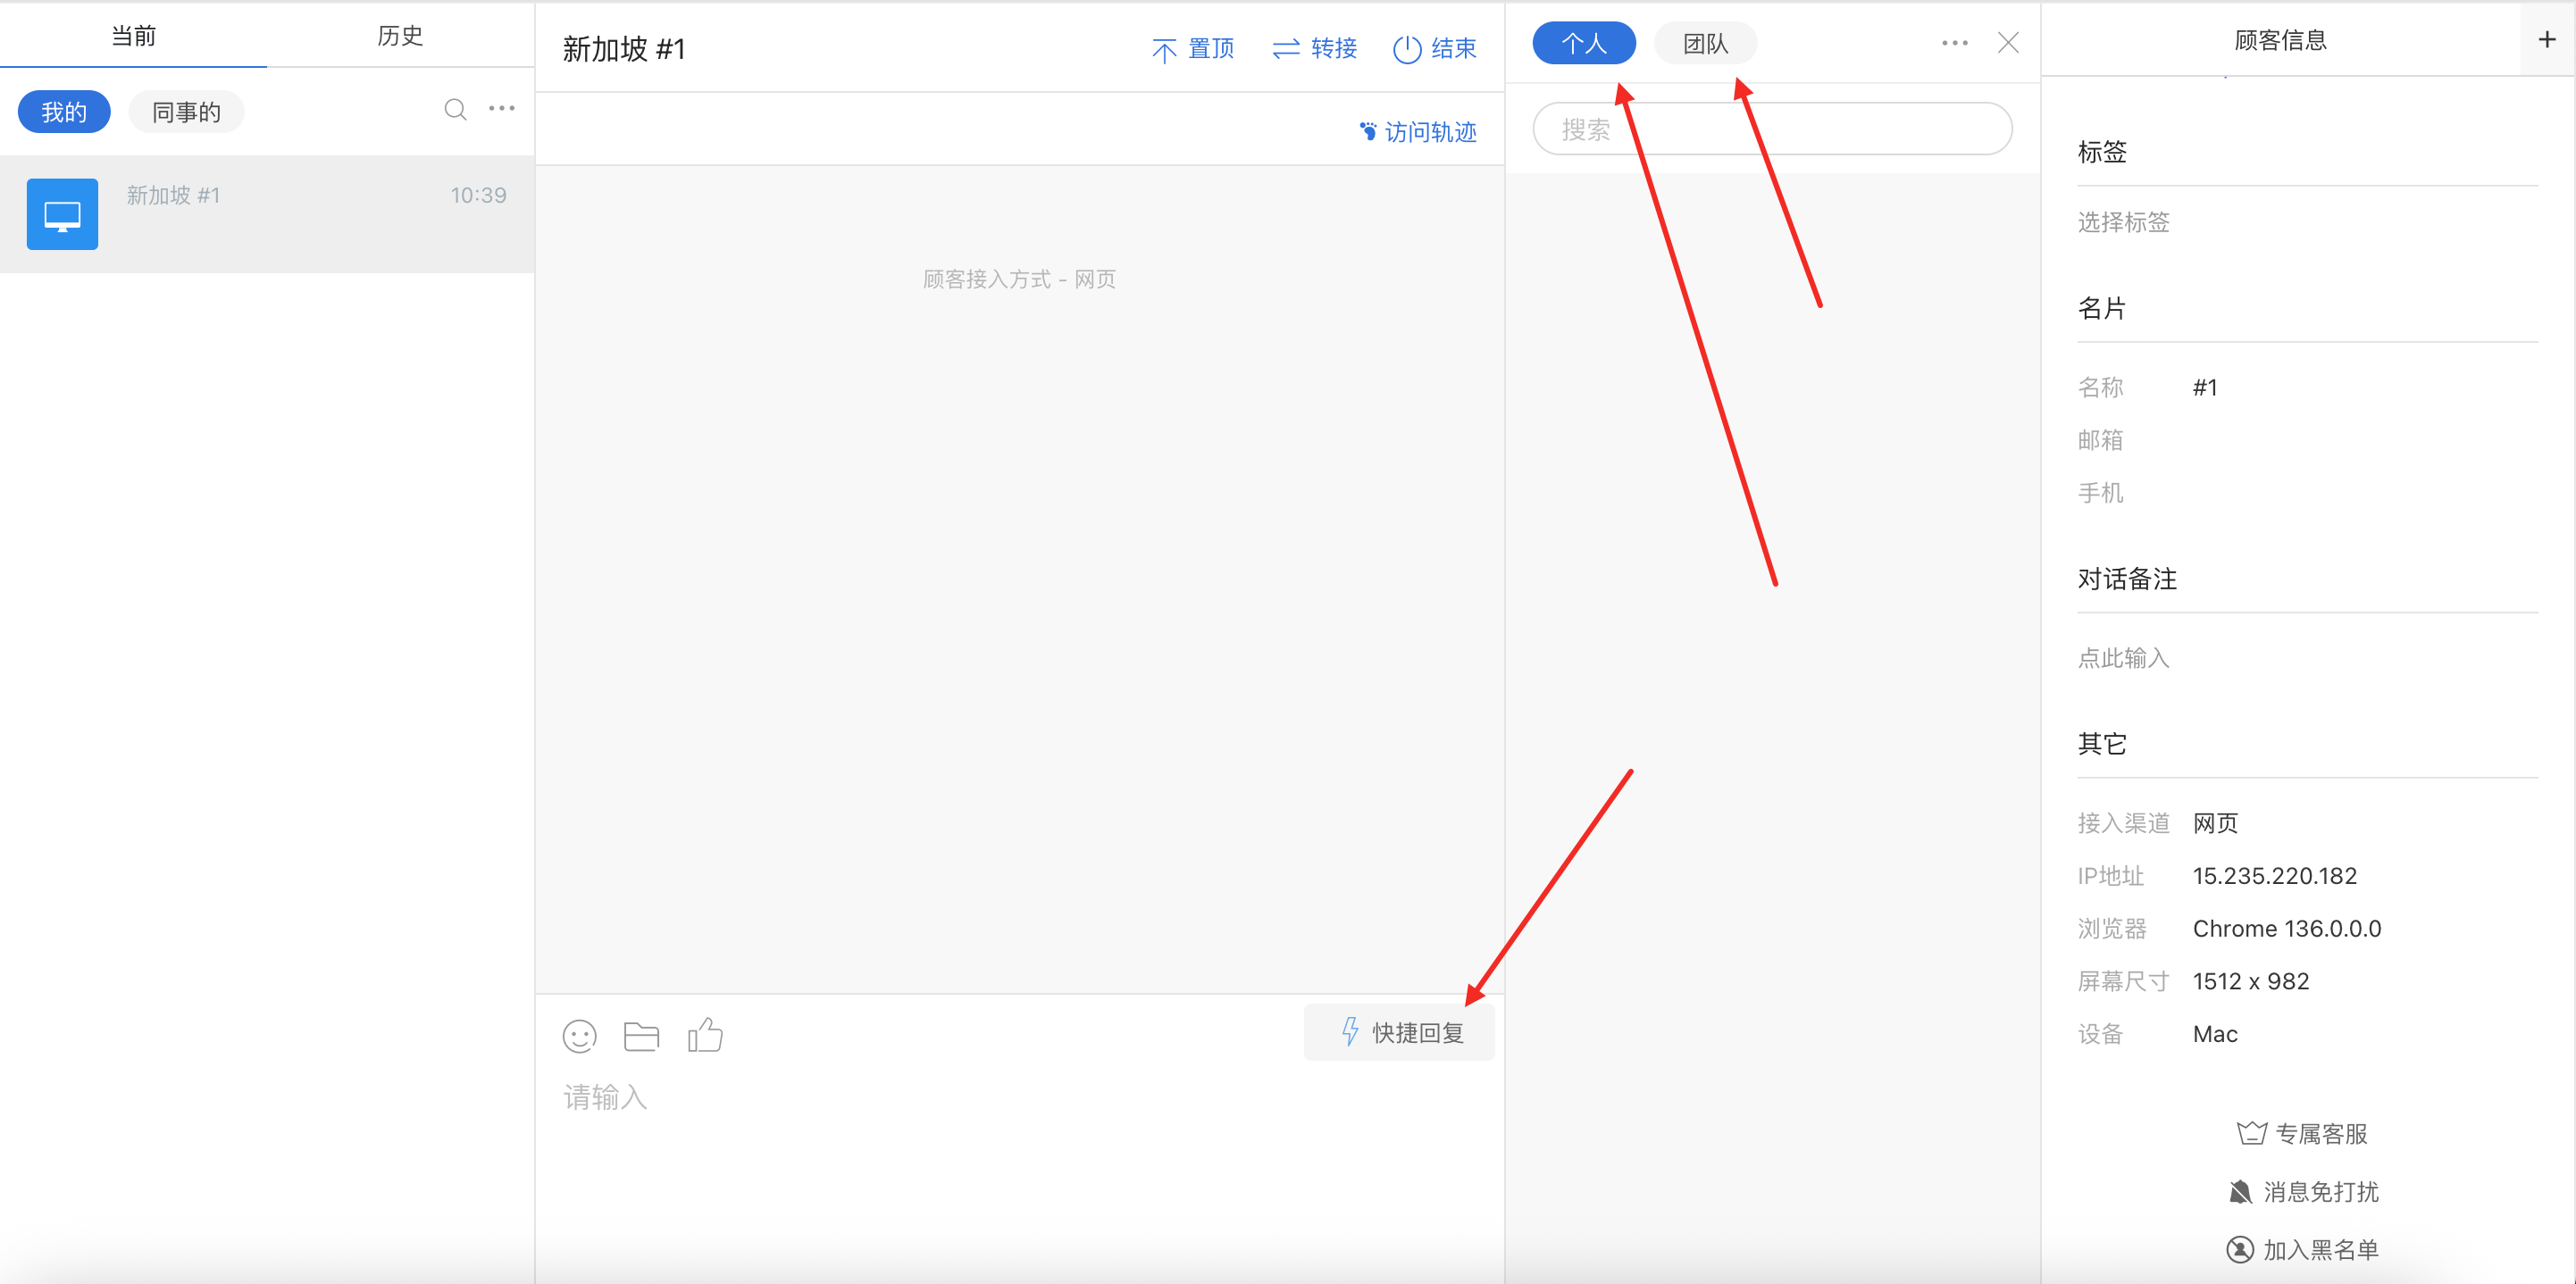 当前
历史
我的
同事的
新加坡 #1
10:39
新加坡 #1
置顶
转接
结束
访问轨迹
顾客接入方式 - 网页
快捷回复
请输入
个人
团队
搜索
顾客信息
标签
选择标签
名片
名称 #1
邮箱
手机
对话备注
点此输入
其它
接入渠道 网页
IP地址 15.235.220.182
浏览器 Chrome 136.0.0.0
屏幕尺寸 1512 x 982
设备 Mac
专属客服
消息免打扰
加入黑名单